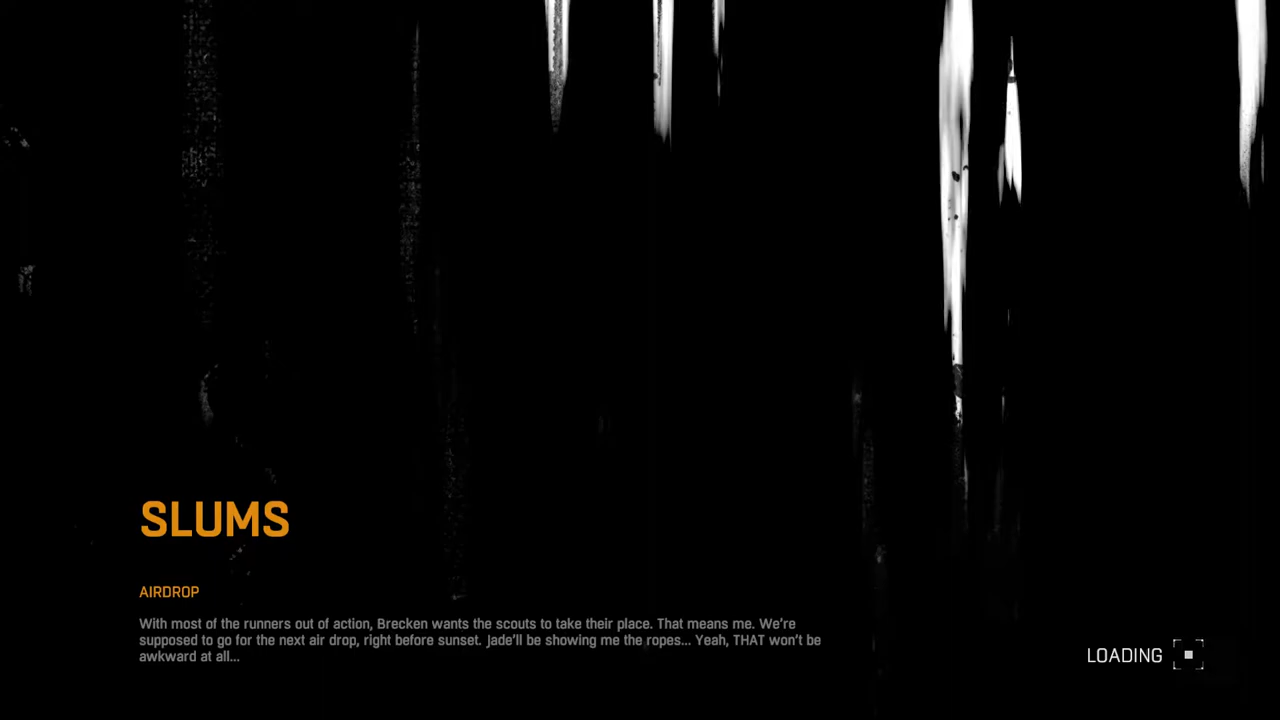 SLUMS
AIRDROP
With most of the runners out of action, Brecken wants the scouts to take their place. That means me. We're
supposed to go for the next air drop, right before sunset. Jade'll be showing me the ropes... Yeah, THAT won't be
awkward at all...
LOADING